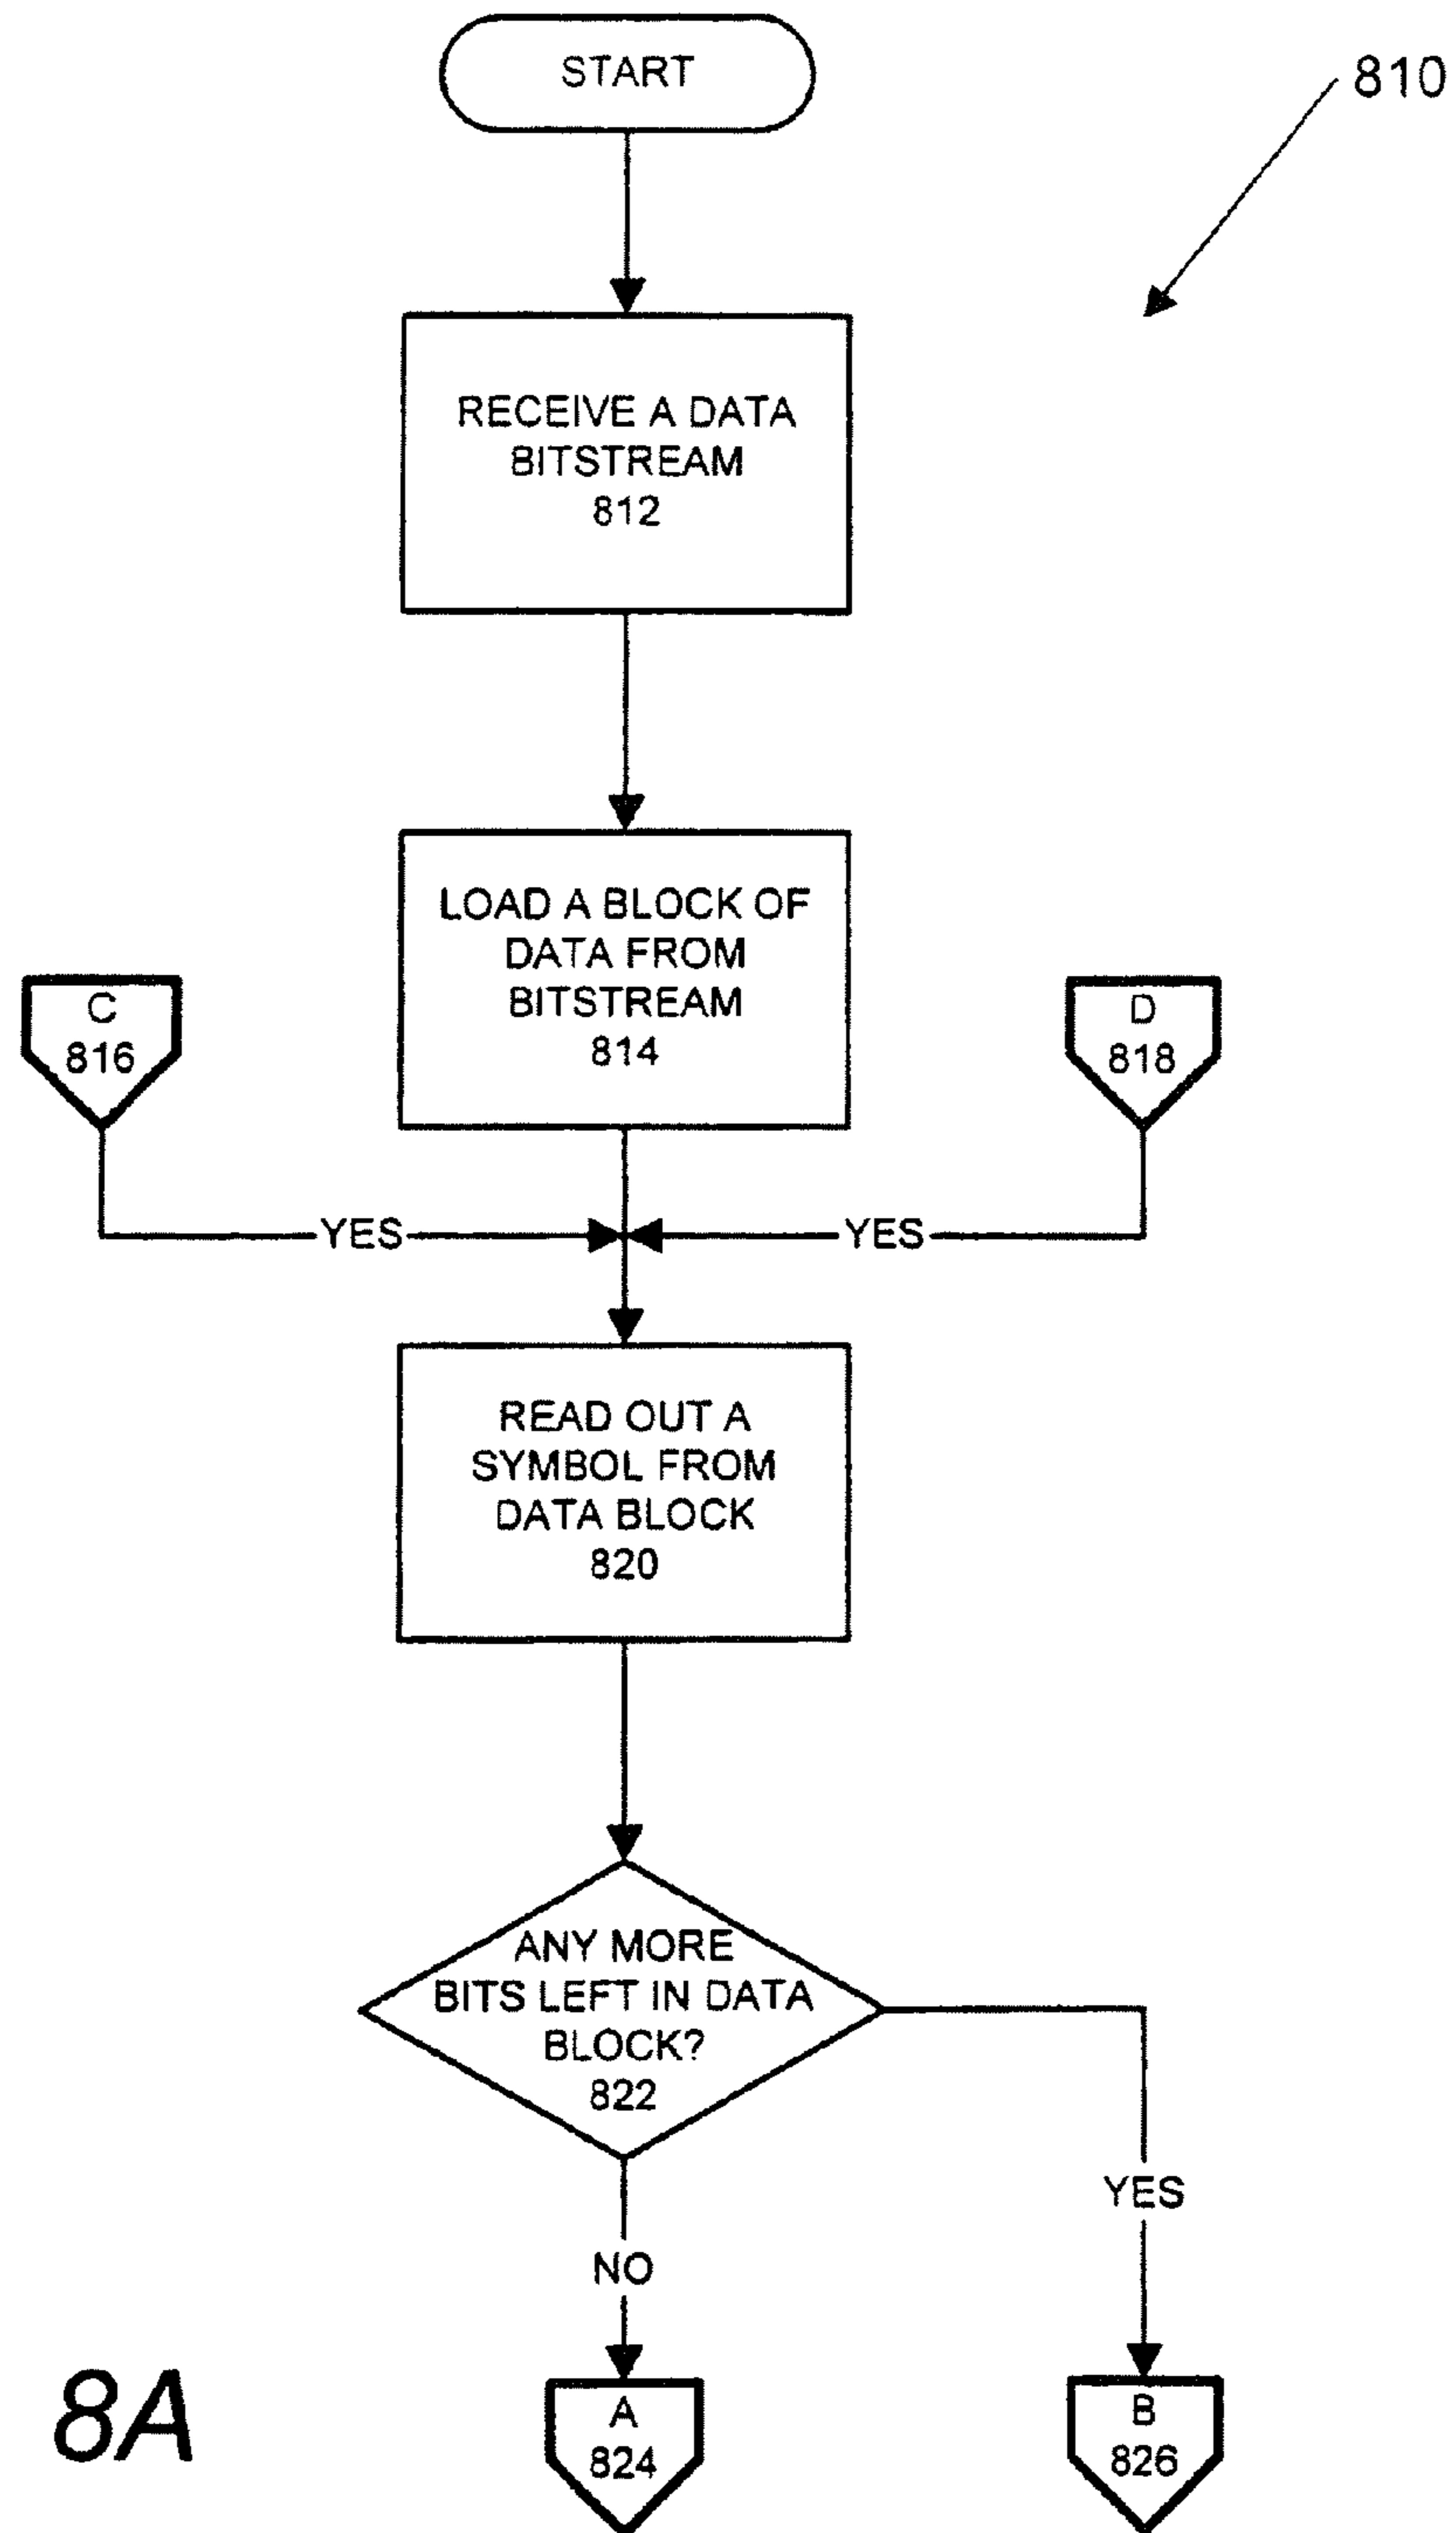 START
810
RECEIVE A DATA
BITSTREAM
812
LOAD A BLOCK OF
DATA FROM
BITSTREAM
814
C
816
D
818
YES
YES
READ OUT A
SYMBOL FROM
DATA BLOCK
820
ANY MORE
BITS LEFT IN DATA
BLOCK?
822
YES
NO
8A
A
824
B
826